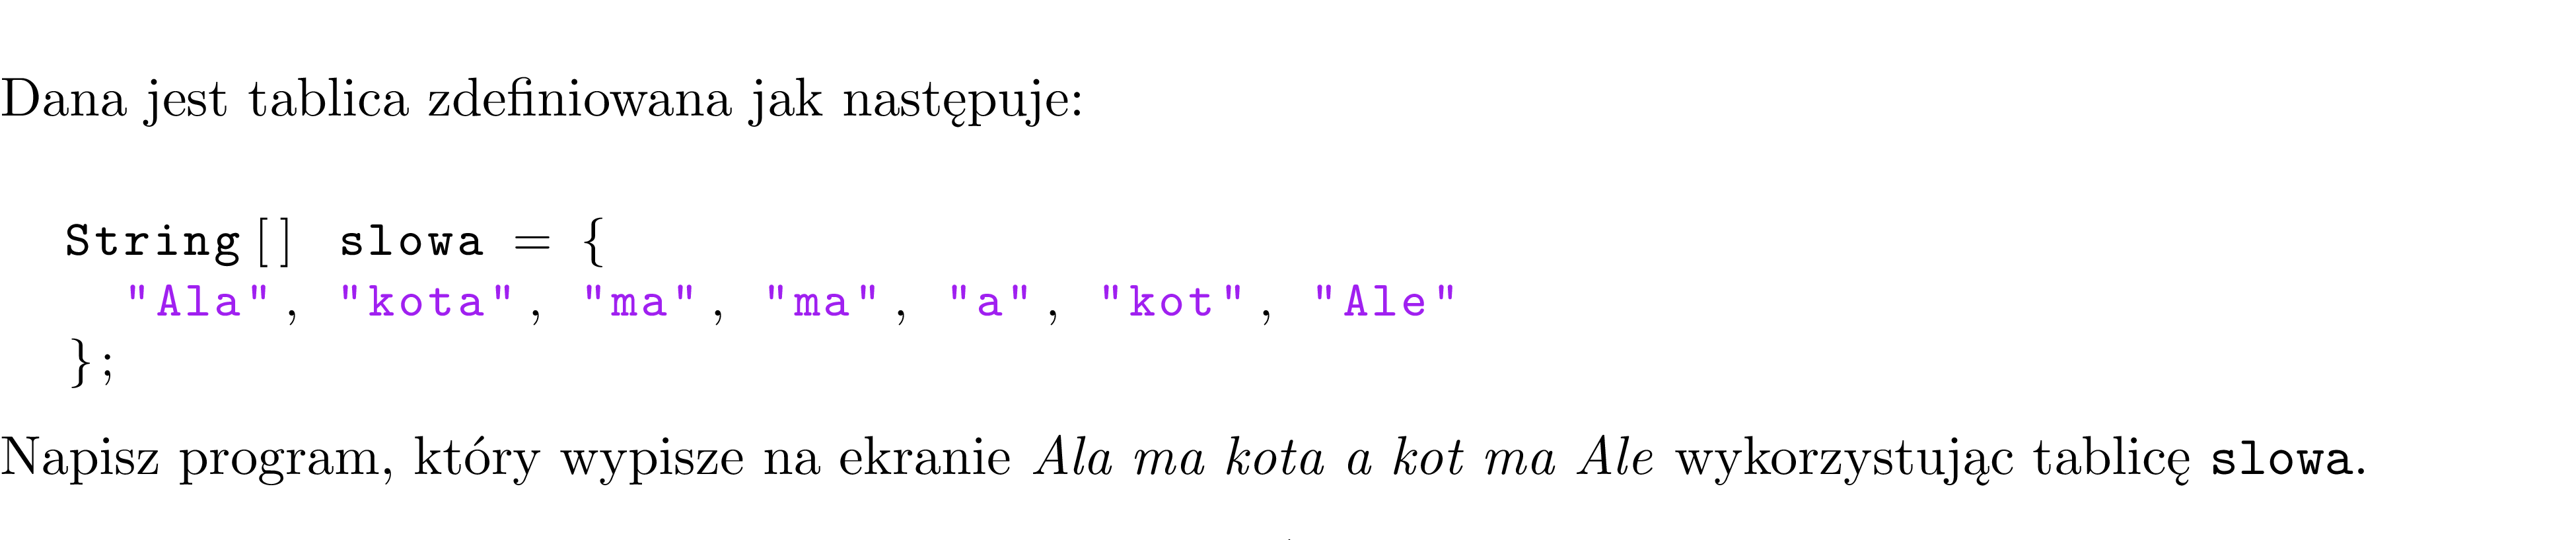 Dana jest tablica zdefiniowana jak następuje:
String[] slowa = {
"Ala", "kota", "ma", "ma", "a", "kot", "Ale"
};
Napisz program, który wypisze na ekranie Ala ma kota a kot ma Ale wykorzystując tablicę slowa.